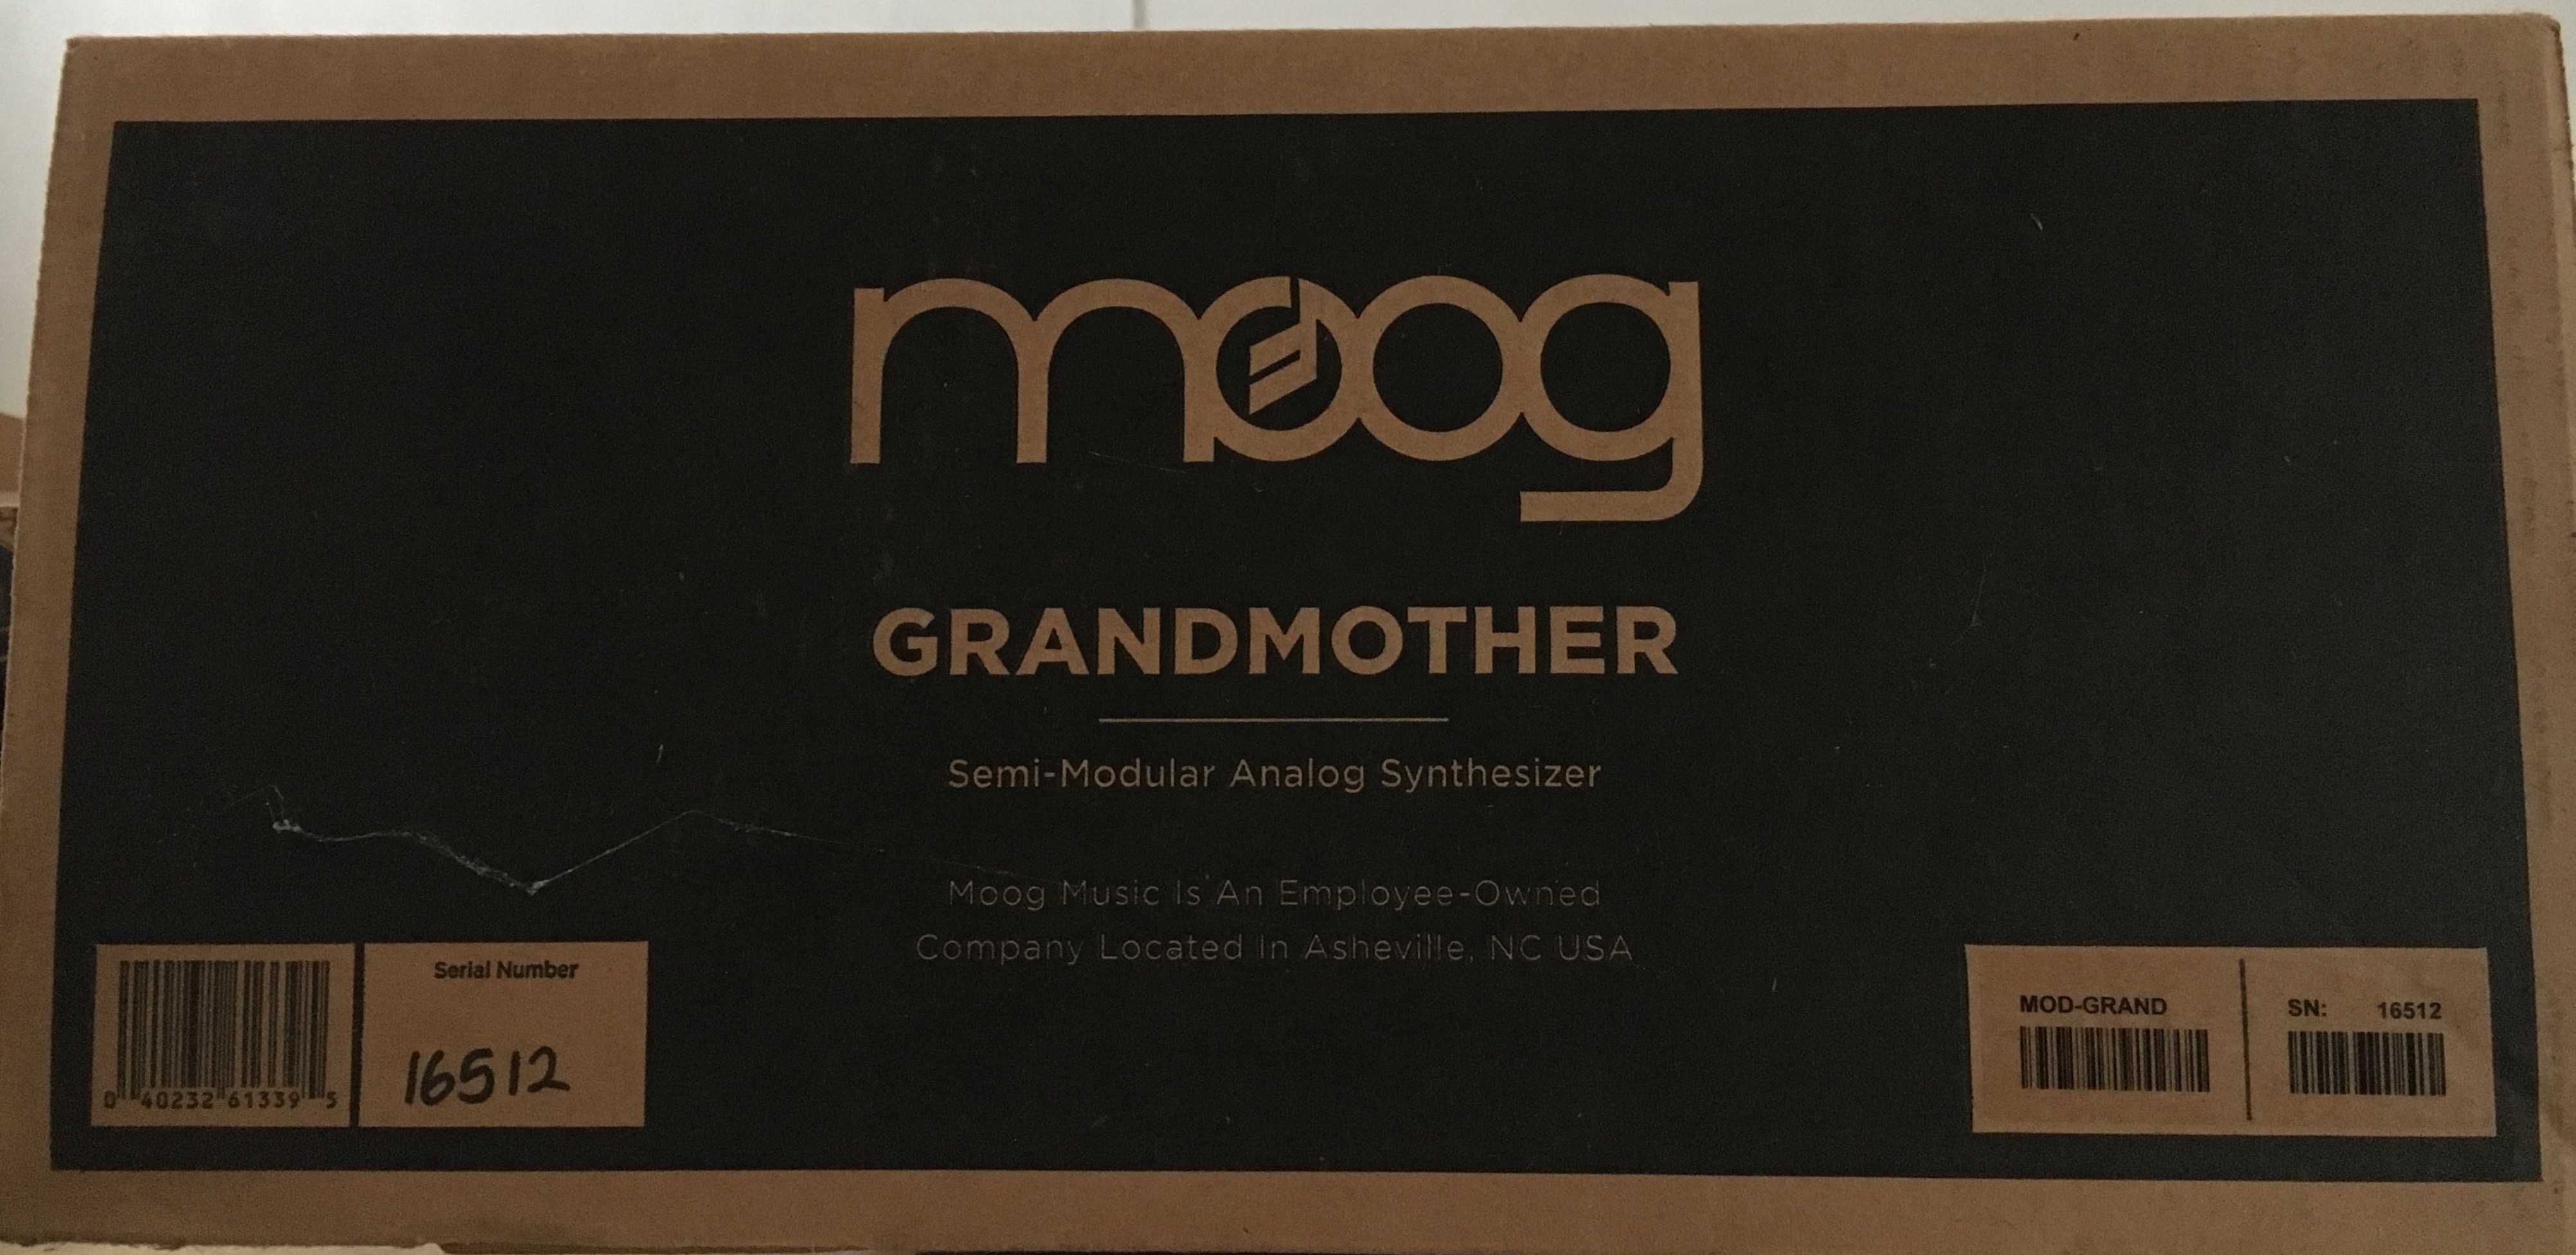 moog
GRANDMOTHER
Semi-Modular Analog Synthesizer
Moog Music Is An Employee-Owned
Company Located In Asheville, NC USA
0 40232 61339 5
Serial Number
16512
MOD-GRAND
SN: 16512